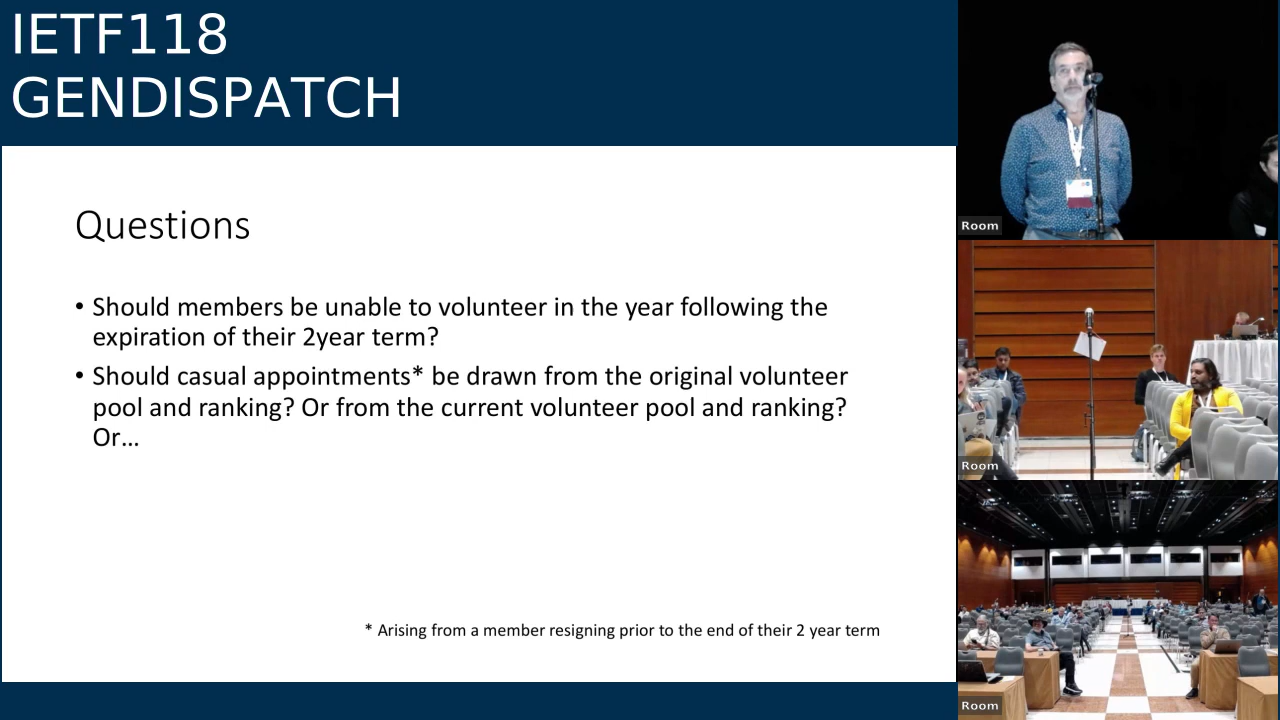 IETF118
GENDISPATCH
Questions
• Should members be unable to volunteer in the year following the
expiration of their 2year term?
• Should casual appointments* be drawn from the original volunteer
pool and ranking? Or from the current volunteer pool and ranking?
Or…
* Arising from a member resigning prior to the end of their 2 year term
Room
Room
Room